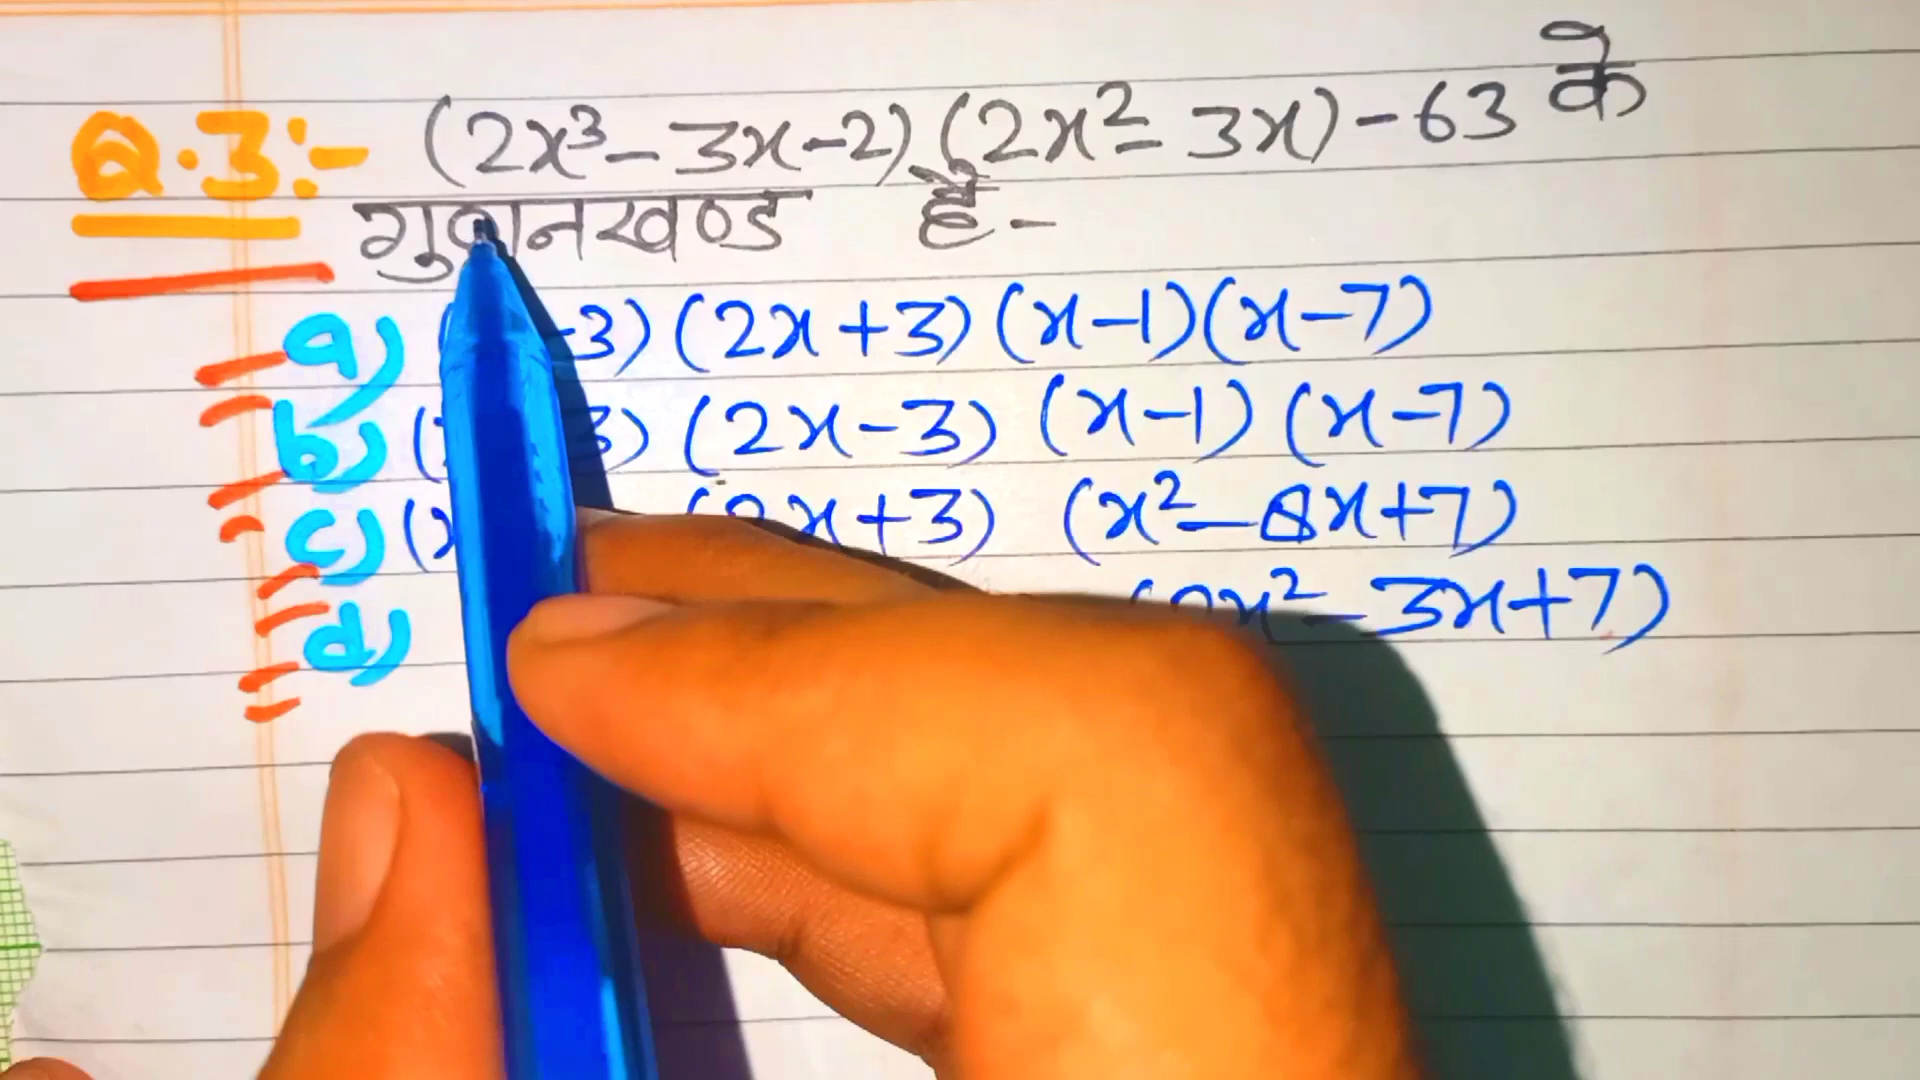 Q.3:- (2x³-3x-2) (2x²-3x)-63 के
गुणनखण्ड है-
a) -3) (2x+3) (x-1)(x-7)
b) ( 3) (2x-3) (x-1) (x-7)
c) (x (2x+3) (x²-8x+7)
d) (2x²-3x+7)